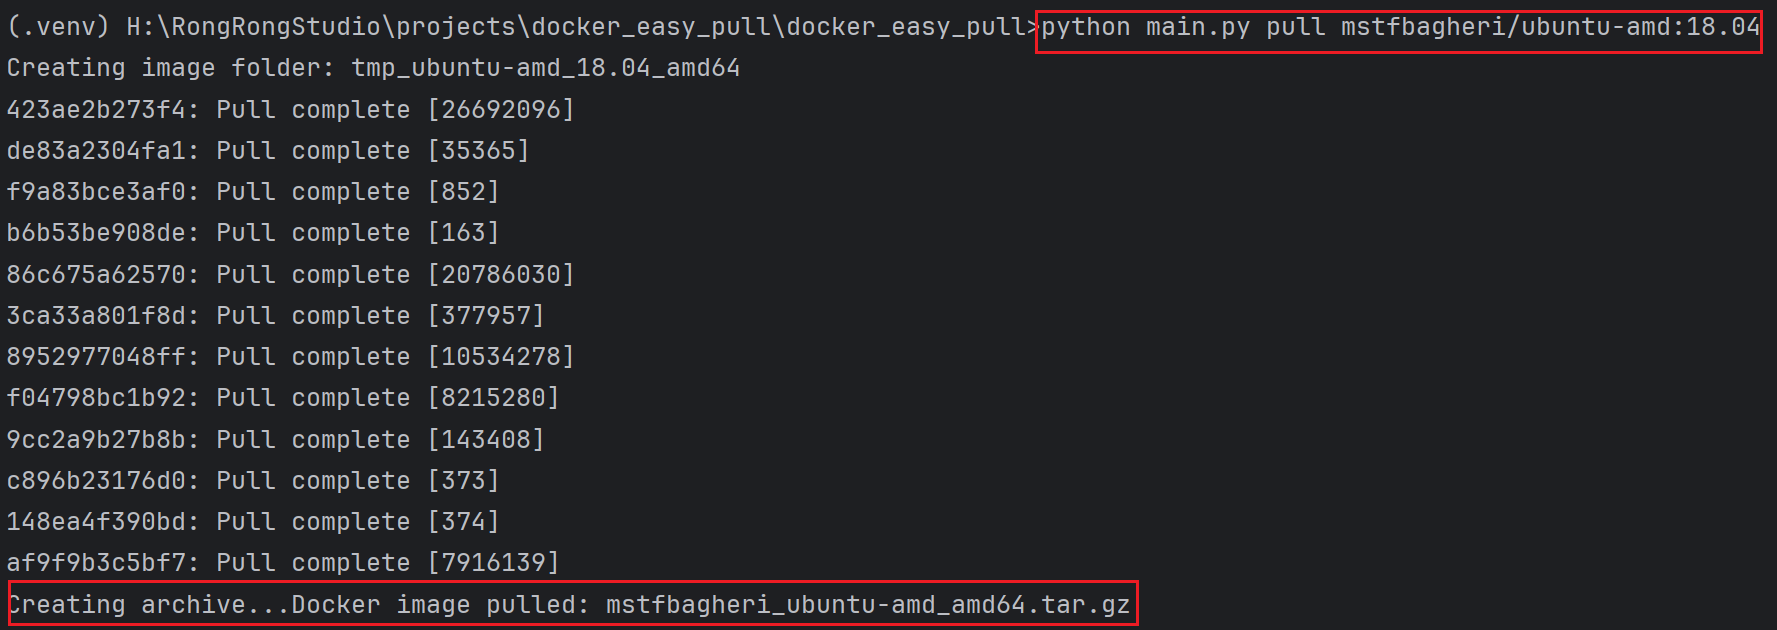 (.venv) H:\RongRongStudio\projects\docker_easy_pull\docker_easy_pull>python main.py pull mstfbagheri/ubuntu-amd:18.04
Creating image folder: tmp_ubuntu-amd_18.04_amd64
423ae2b273f4: Pull complete [26692096]
de83a2304fa1: Pull complete [35365]
f9a83bce3af0: Pull complete [852]
b6b53be908de: Pull complete [163]
86c675a62570: Pull complete [20786030]
3ca33a801f8d: Pull complete [377957]
8952977048ff: Pull complete [10534278]
f04798bc1b92: Pull complete [8215280]
9cc2a9b27b8b: Pull complete [143408]
c896b23176d0: Pull complete [373]
148ea4f390bd: Pull complete [374]
af9f9b3c5bf7: Pull complete [7916139]
Creating archive...Docker image pulled: mstfbagheri_ubuntu-amd_amd64.tar.gz